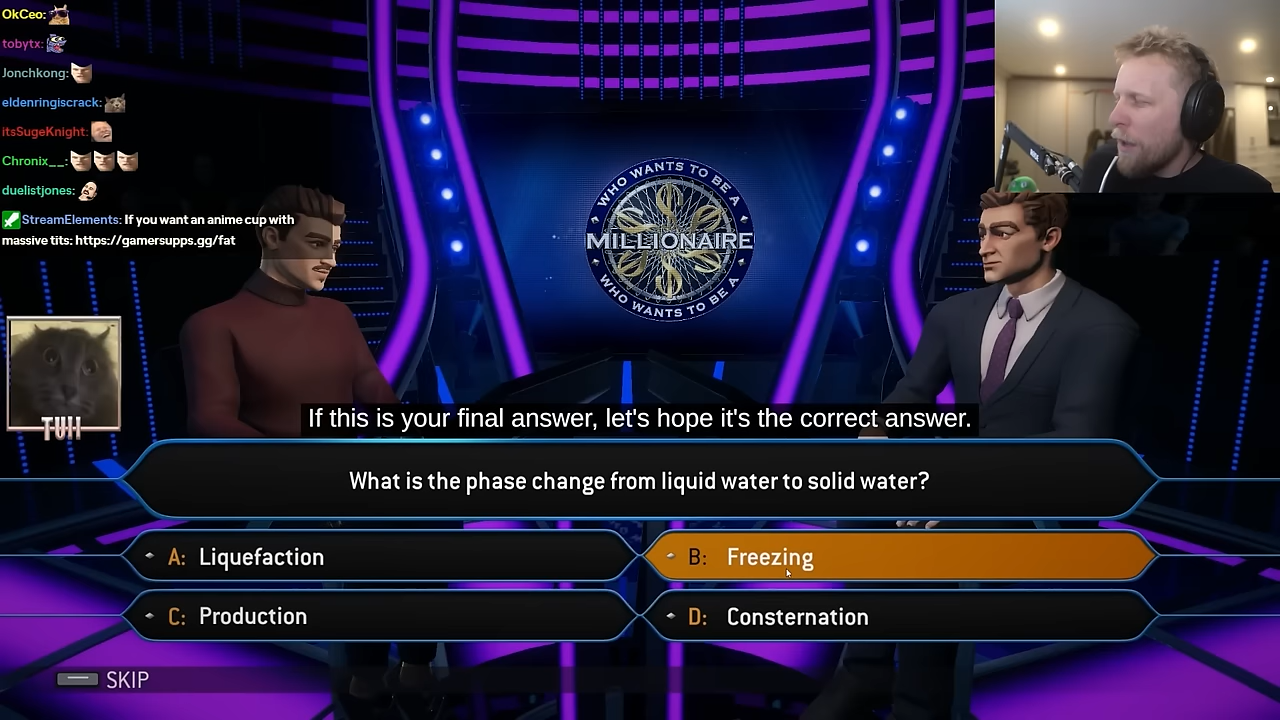 OkCeo:
tobytx:
Jonchkong:
eldenringiscrack:
itsSugeKnight:
Chronix__:
duelistjones:
StreamElements: If you want an anime cup with
massive tits: https://gamersupps.gg/fat
WHO WANTS TO BE A
MILLIONAIRE
WHO WANTS TO BE A
If this is your final answer, let's hope it's the correct answer.
What is the phase change from liquid water to solid water?
A: Liquefaction
B: Freezing
C: Production
D: Consternation
SKIP